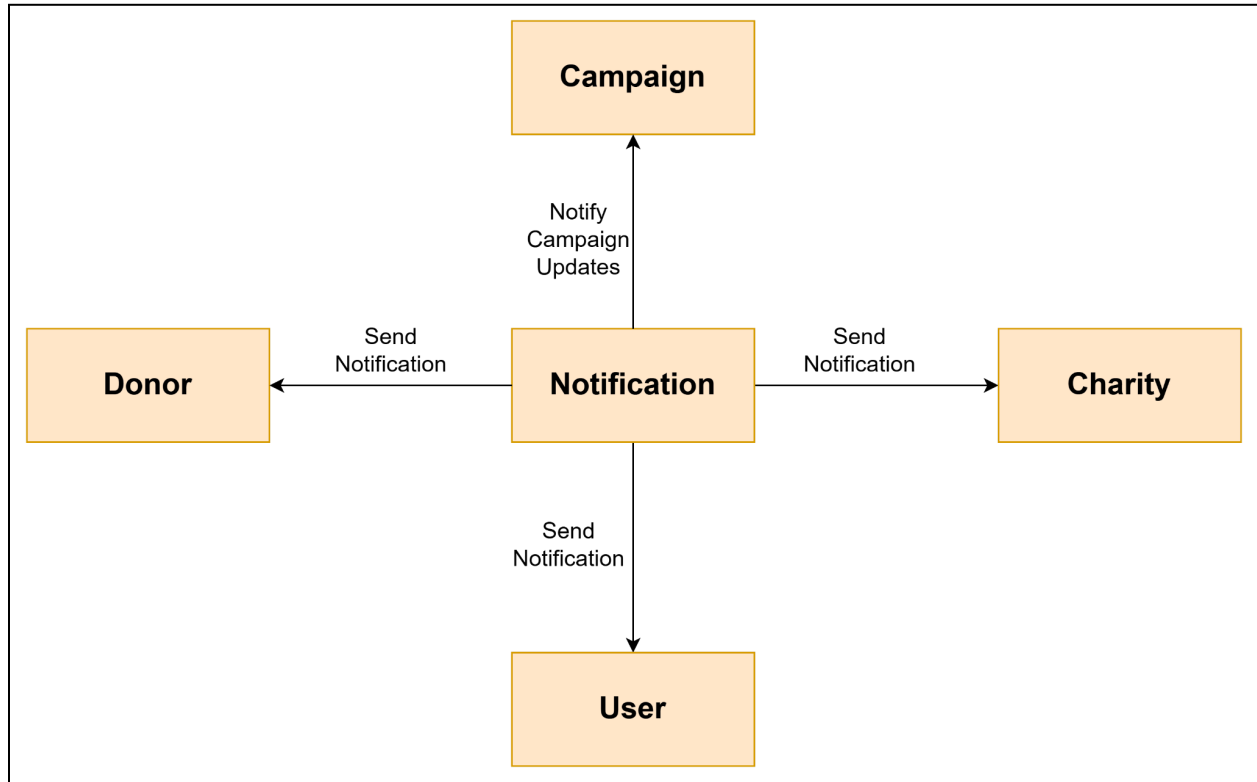 Campaign
Notify
Campaign
Updates
Donor
Send
Notification
Notification
Send
Notification
Charity
Send
Notification
User